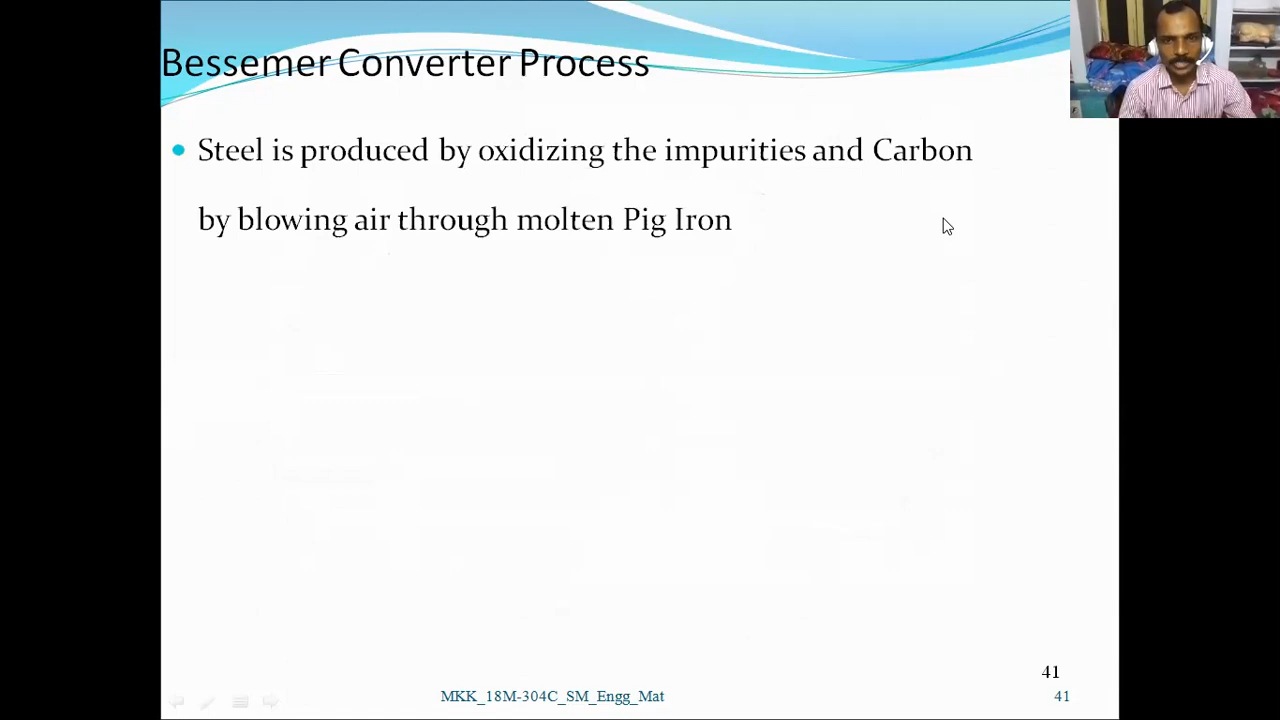 Bessemer Converter Process
Steel is produced by oxidizing the impurities and Carbon
by blowing air through molten Pig Iron
41
MKK_18M-304C_SM_Engg_Mat
41